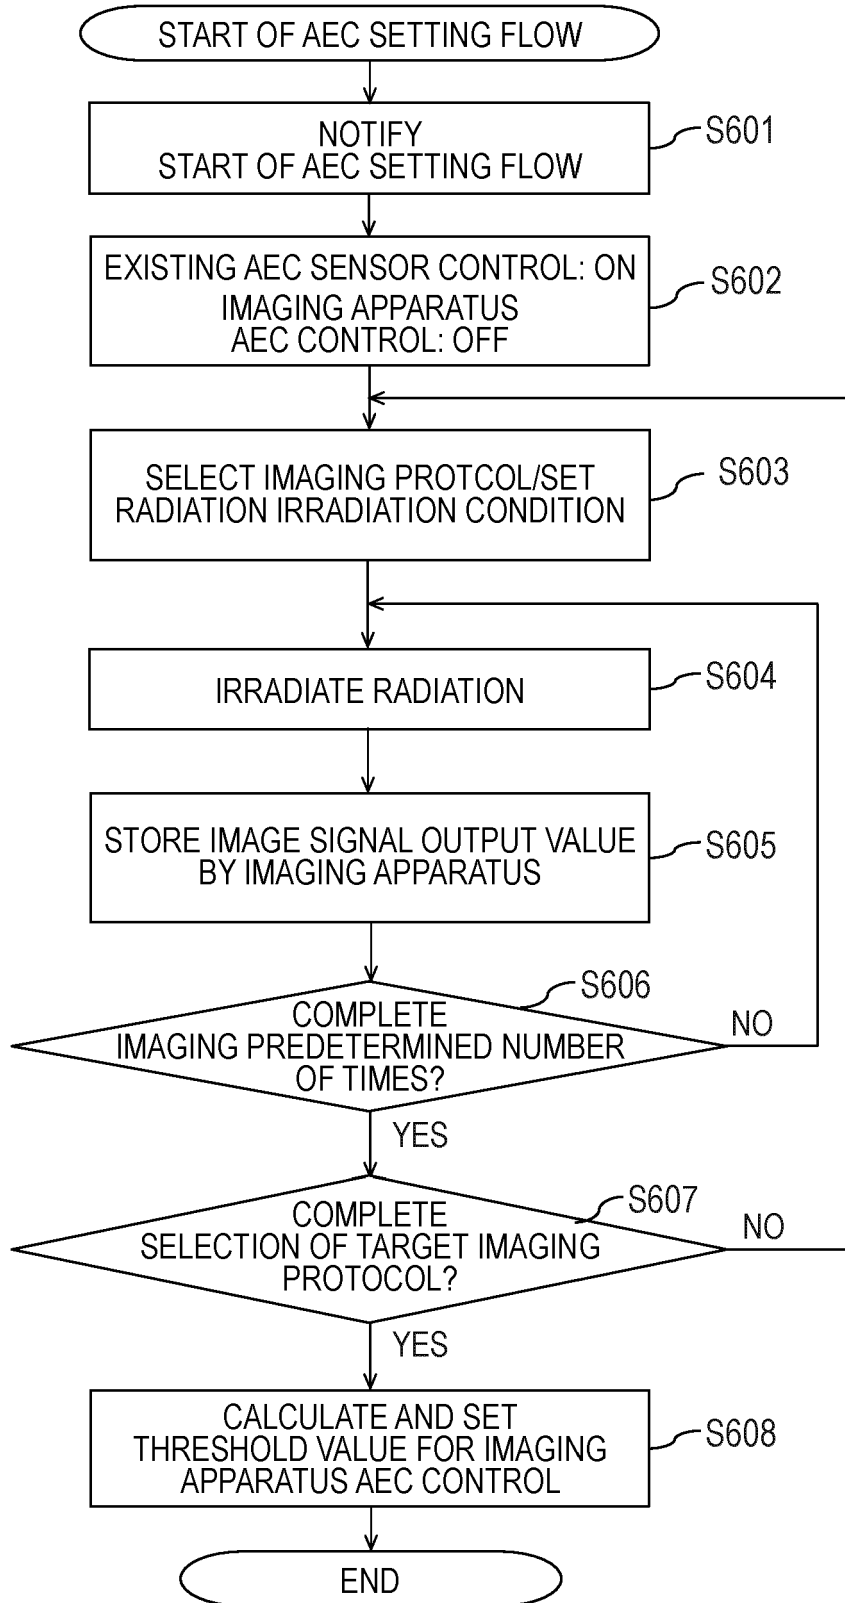 START OF AEC SETTING FLOW
NOTIFY
START OF AEC SETTING FLOW
S601
EXISTING AEC SENSOR CONTROL: ON
IMAGING APPARATUS
AEC CONTROL: OFF
S602
SELECT IMAGING PROTCOL/SET
RADIATION IRRADIATION CONDITION
S603
IRRADIATE RADIATION
S604
STORE IMAGE SIGNAL OUTPUT VALUE
BY IMAGING APPARATUS
S605
S606
COMPLETE
IMAGING PREDETERMINED NUMBER
OF TIMES?
NO
YES
S607
COMPLETE
SELECTION OF TARGET IMAGING
PROTOCOL?
NO
YES
CALCULATE AND SET
THRESHOLD VALUE FOR IMAGING
APPARATUS AEC CONTROL
S608
END